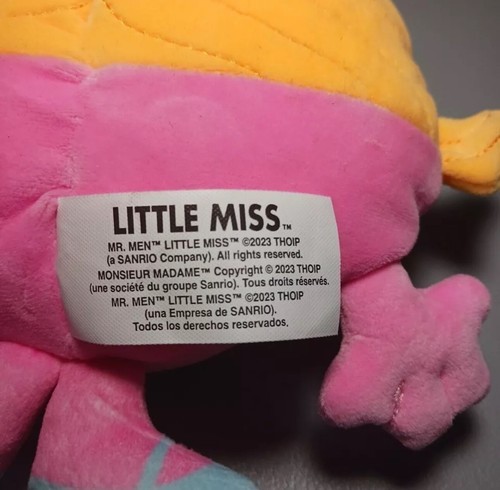 LITTLE MISS™
MR. MEN™ LITTLE MISS™ ©2023 THOIP
(a SANRIO Company). All rights reserved.
MONSIEUR MADAME™ Copyright © 2023 THOIP
(une société du groupe Sanrio). Tous droits réservés.
MR. MEN™ LITTLE MISS™ ©2023 THOIP
(una Empresa de SANRIO).
Todos los derechos reservados.